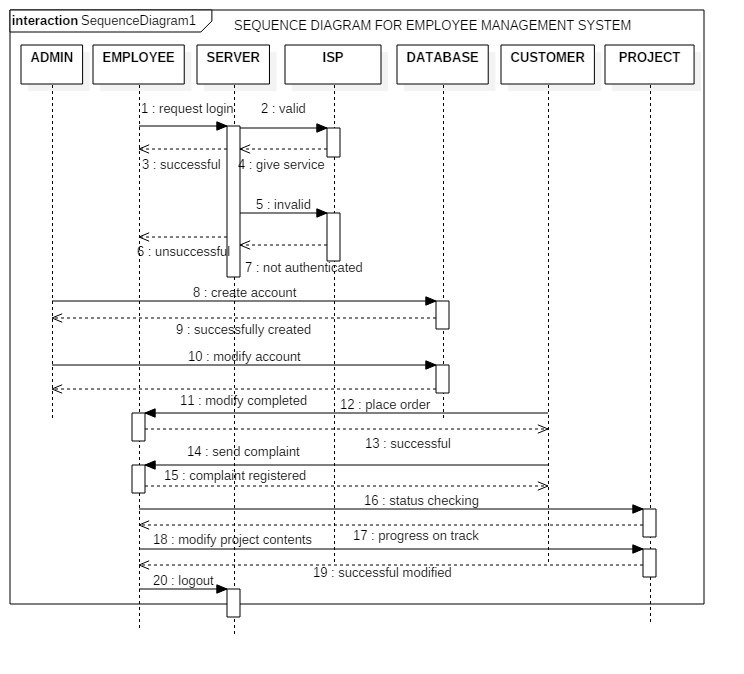 interaction SequenceDiagram1
SEQUENCE DIAGRAM FOR EMPLOYEE MANAGEMENT SYSTEM
ADMIN
EMPLOYEE
SERVER
ISP
DATABASE
CUSTOMER
PROJECT
1 : request login
2 : valid
3 : successful
4 : give service
5 : invalid
6 : unsuccessful
7 : not authenticated
8 : create account
9 : successfully created
10 : modify account
11 : modify completed
12 : place order
13 : successful
14 : send complaint
15 : complaint registered
16 : status checking
17 : progress on track
18 : modify project contents
19 : successful modified
20 : logout